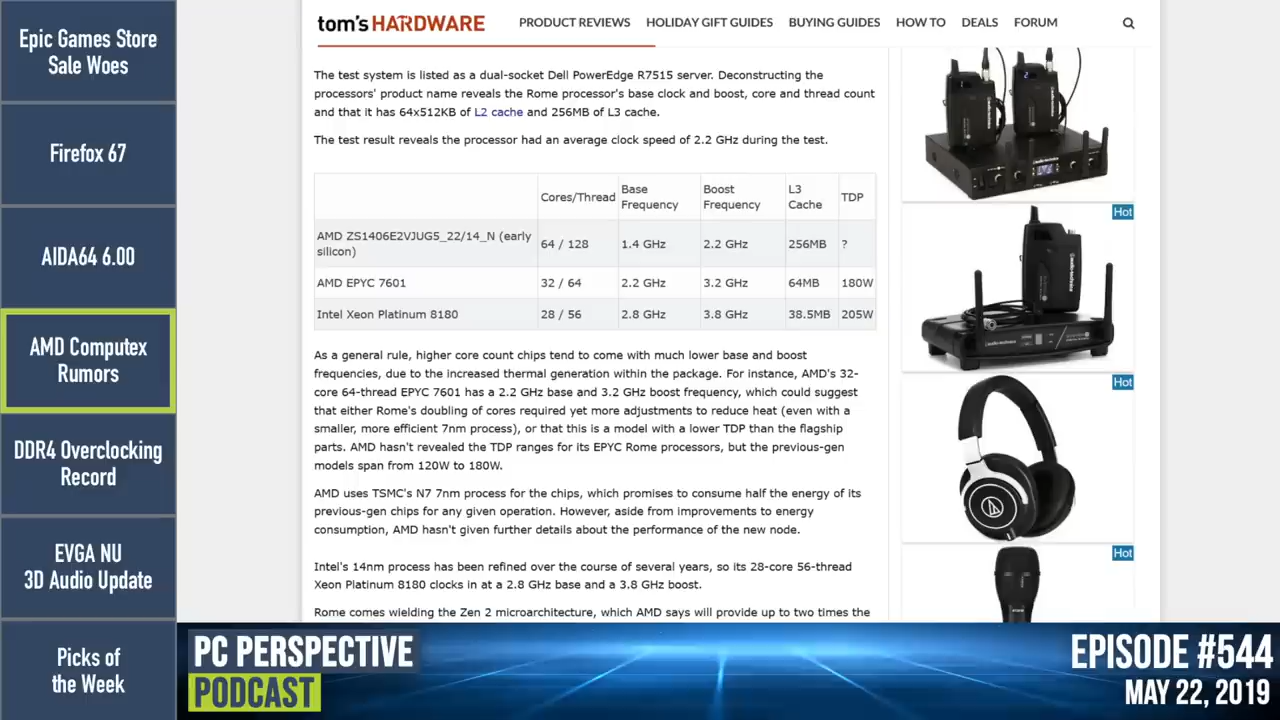 Epic Games Store
Sale Woes
Firefox 67
AIDA64 6.00
AMD Computex
Rumors
DDR4 Overclocking
Record
EVGA NU
3D Audio Update
Picks of
the Week
tom's HARDWARE
PRODUCT REVIEWS HOLIDAY GIFT GUIDES BUYING GUIDES HOW TO DEALS FORUM
The test system is listed as a dual-socket Dell PowerEdge R7515 server. Deconstructing the
processors' product name reveals the Rome processor's base clock and boost, core and thread count
and that it has 64x512KB of L2 cache and 256MB of L3 cache.
The test result reveals the processor had an average clock speed of 2.2 GHz during the test.
Cores/Thread Base Frequency Boost Frequency L3 Cache TDP
AMD ZS1406E2VJUG5_22/14_N (early silicon) 64 / 128 1.4 GHz 2.2 GHz 256MB ?
AMD EPYC 7601 32 / 64 2.2 GHz 3.2 GHz 64MB 180W
Intel Xeon Platinum 8180 28 / 56 2.8 GHz 3.8 GHz 38.5MB 205W
As a general rule, higher core count chips tend to come with much lower base and boost
frequencies, due to the increased thermal generation within the package. For instance, AMD's 32-
core 64-thread EPYC 7601 has a 2.2 GHz base and 3.2 GHz boost frequency, which could suggest
that either Rome's doubling of cores required yet more adjustments to reduce heat (even with a
smaller, more efficient 7nm process), or that this is a model with a lower TDP than the flagship
parts. AMD hasn't revealed the TDP ranges for its EPYC Rome processors, but the previous-gen
models span from 120W to 180W.
AMD uses TSMC's N7 7nm process for the chips, which promises to consume half the energy of its
previous-gen chips for any given operation. However, aside from improvements to energy
consumption, AMD hasn't given further details about the performance of the new node.
Intel's 14nm process has been refined over the course of several years, so its 28-core 56-thread
Xeon Platinum 8180 clocks in at a 2.8 GHz base and a 3.8 GHz boost.
Rome comes wielding the Zen 2 microarchitecture, which AMD says will provide up to two times the
Hot
Hot
Hot
PC PERSPECTIVE
PODCAST
EPISODE #544
MAY 22, 2019